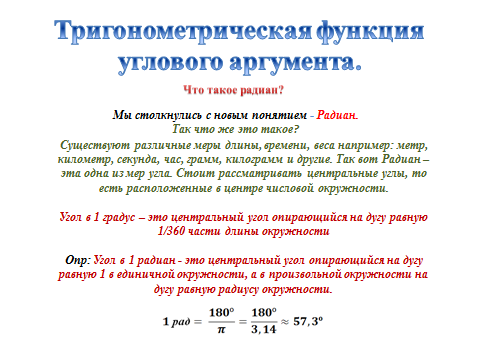 Тригонометрическая функция
углового аргумента.
Что такое радиан?
Мы столкнулись с новым понятием - Радиан.
Так что же это такое?
Существуют различные меры длины, времени, веса например: метр,
километр, секунда, час, грамм, килограмм и другие. Так вот Радиан –
эта одна из мер угла. Стоит рассматривать центральные углы, то
есть расположенные в центре числовой окружности.
Угол в 1 градус – это центральный угол опирающийся на дугу равную
1/360 части длины окружности
Опр: Угол в 1 радиан - это центральный угол опирающийся на дугу
равную 1 в единичной окружности, а в произвольной окружности на
дугу равную радиусу окружности.
1 рад = 180°/π = 180°/3,14 ≈ 57,3°